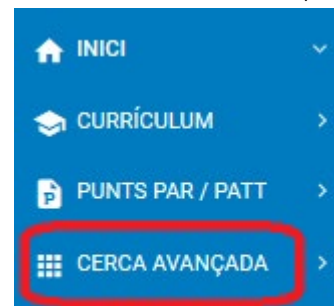 INICI
CURRÍCULUM
P PUNTS PAR / PATT
CERCA AVANÇADA